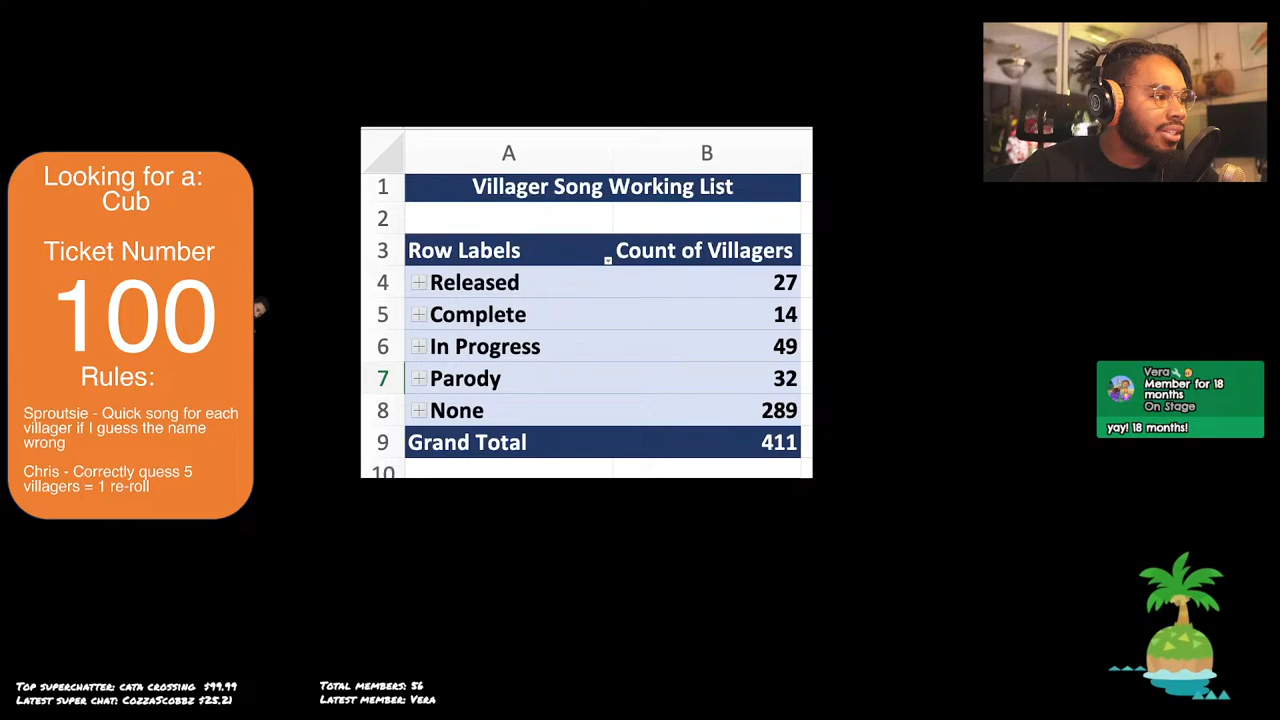 Looking for a:
Cub
Ticket Number
100
Rules:
Sproutsie - Quick song for each
villager if I guess the name
wrong
Chris - Correctly quess 5
villagers = 1 re-roll
A B
1 Villager Song Working List
2
3 Row Labels Count of Villagers
4 Released 27
5 Complete 14
6 In Progress 49
7 Parody 32
8 None 289
9 Grand Total 411
10
Vera
Member for 18
months
On Stage
yay! 18 months!
Top superchatter: cata crossing $99.99
Latest super chat: CozzaScobbz $25.21
Total members: 56
Latest member: Vera